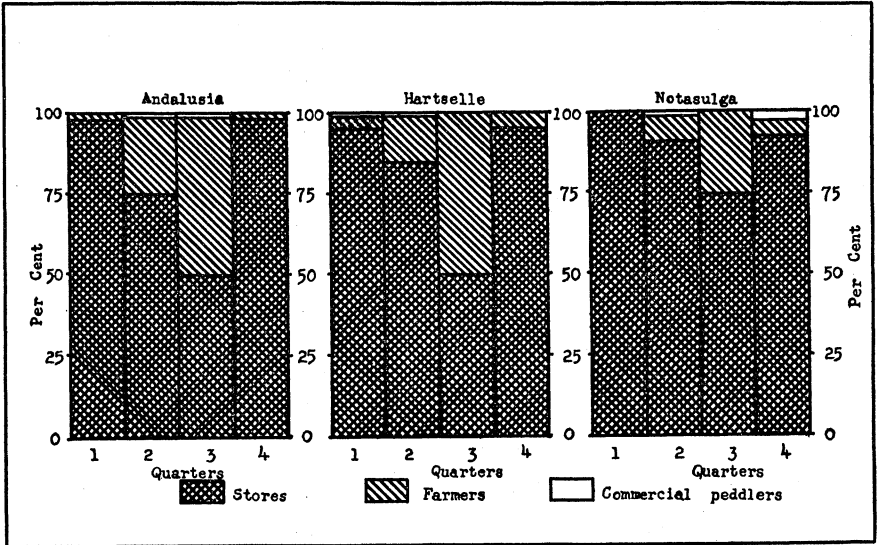 Andalusia Hartselle Notasulga
100 100 100 100
75 75 75 75
50 50 50 50
25 25 25 25
0 0 0 0
Per Cent Per Cent
1 2 3 4 1 2 3 4 1 2 3 4
Quarters Quarters Quarters
Stores Farmers Commercial peddlers